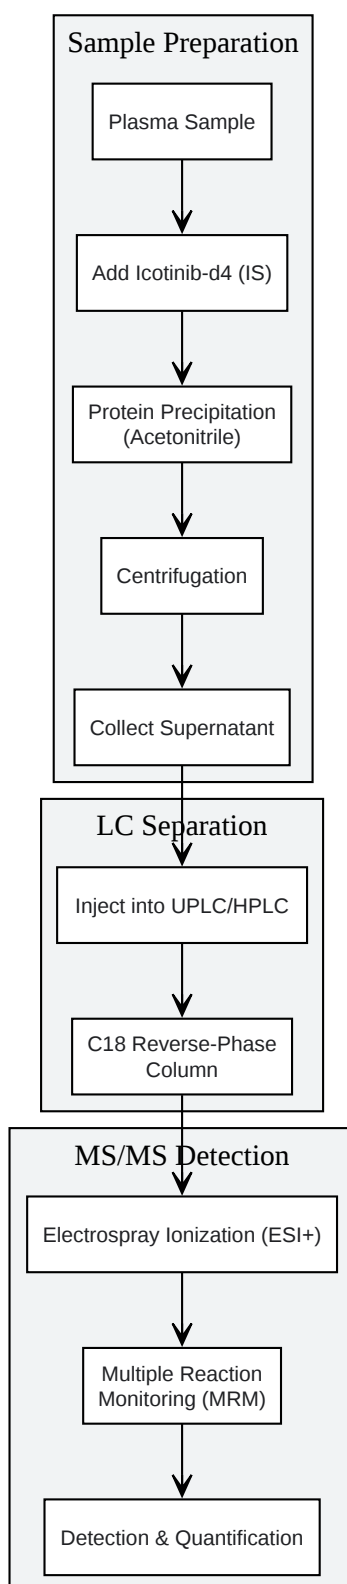 Sample Preparation
Plasma Sample
Add Icotinib-d4 (IS)
Protein Precipitation
(Acetonitrile)
Centrifugation
Collect Supernatant
LC Separation
Inject into UPLC/HPLC
C18 Reverse-Phase
Column
MS/MS Detection
Electrospray Ionization (ESI+)
Multiple Reaction
Monitoring (MRM)
Detection & Quantification